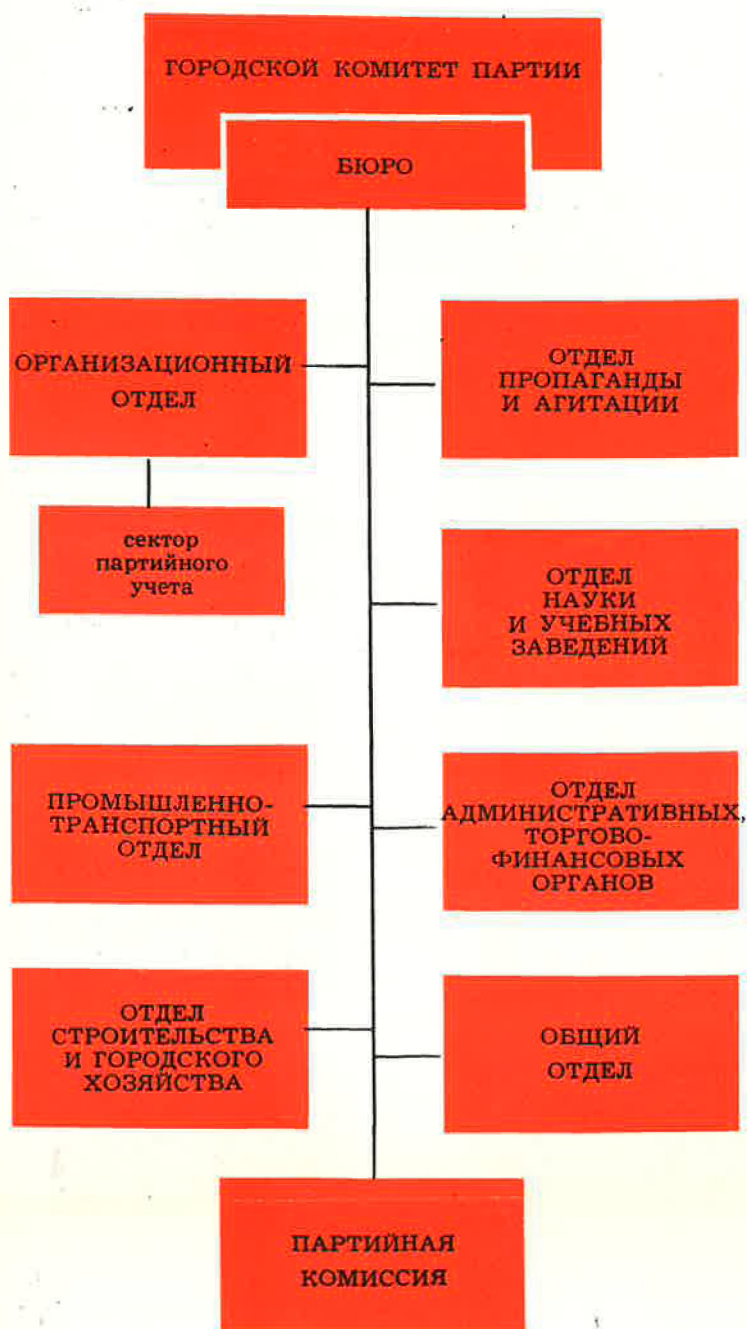 ГОРОДСКОЙ КОМИТЕТ ПАРТИИ
БЮРО
ОРГАНИЗАЦИОННЫЙ
ОТДЕЛ
сектор
партийного
учета
ОТДЕЛ
ПРОПАГАНДЫ
И АГИТАЦИИ
ОТДЕЛ
НАУКИ
И УЧЕБНЫХ
ЗАВЕДЕНИЙ
ПРОМЫШЛЕННО-
ТРАНСПОРТНЫЙ
ОТДЕЛ
ОТДЕЛ
АДМИНИСТРАТИВНЫХ,
ТОРГОВО-
ФИНАНСОВЫХ
ОРГАНОВ
ОТДЕЛ
СТРОИТЕЛЬСТВА
И ГОРОДСКОГО
ХОЗЯЙСТВА
ОБЩИЙ
ОТДЕЛ
ПАРТИЙНАЯ
КОМИССИЯ